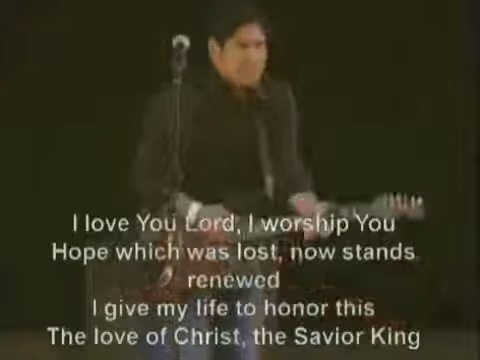 I love You Lord, I worship You
Hope which was lost, now stands
renewed
I give my life to honor this
The love of Christ, the Savior King